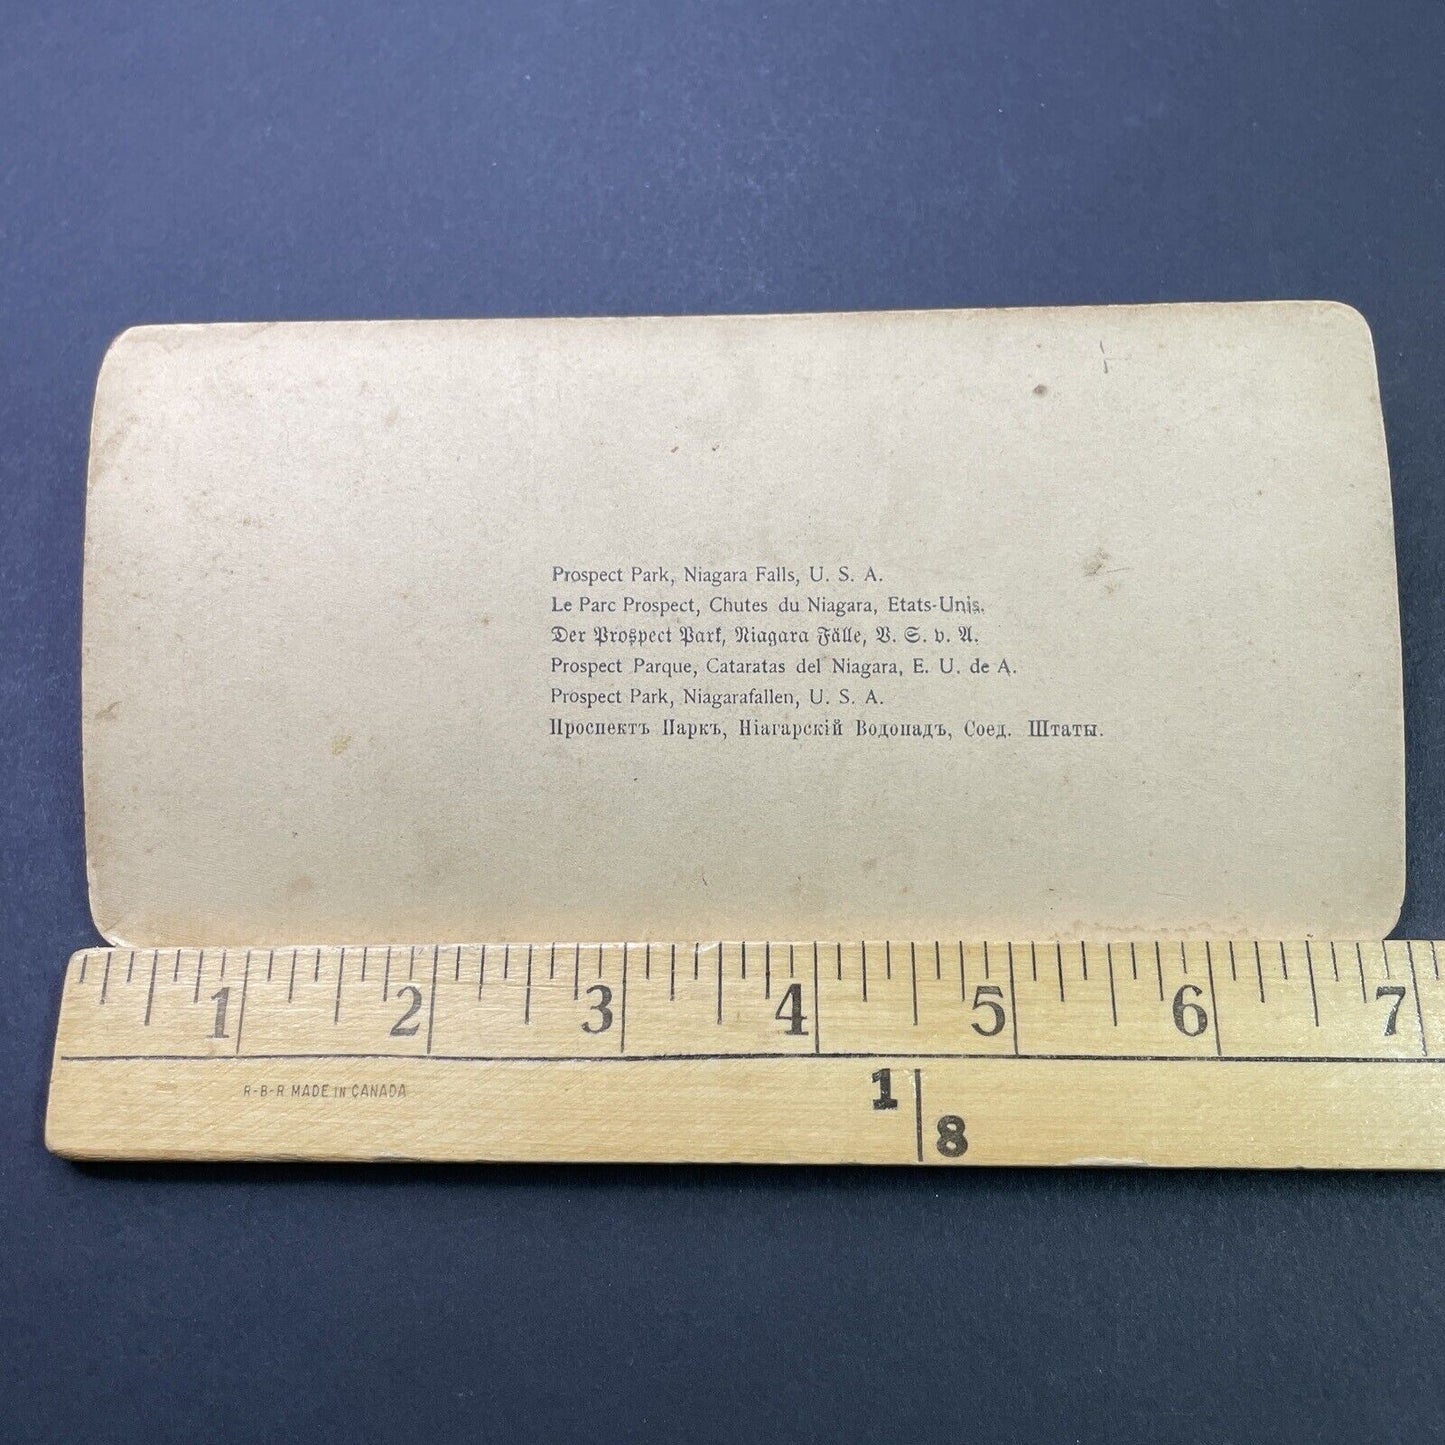 Prospect Park, Niagara Falls, U. S. A.
Le Parc Prospect, Chutes du Niagara, Etats-Unis.
Der Prospect Park, Niagara Fälle, V. S. v. A.
Prospect Parque, Cataratas del Niagara, E. U. de A.
Prospect Park, Niagarafallen, U. S. A.
Проспектъ Паркъ, Ніагарскій Водопадъ, Соед. Штаты.
1 2 3 4 5 6 7
R-B-R MADE IN CANADA
1 8